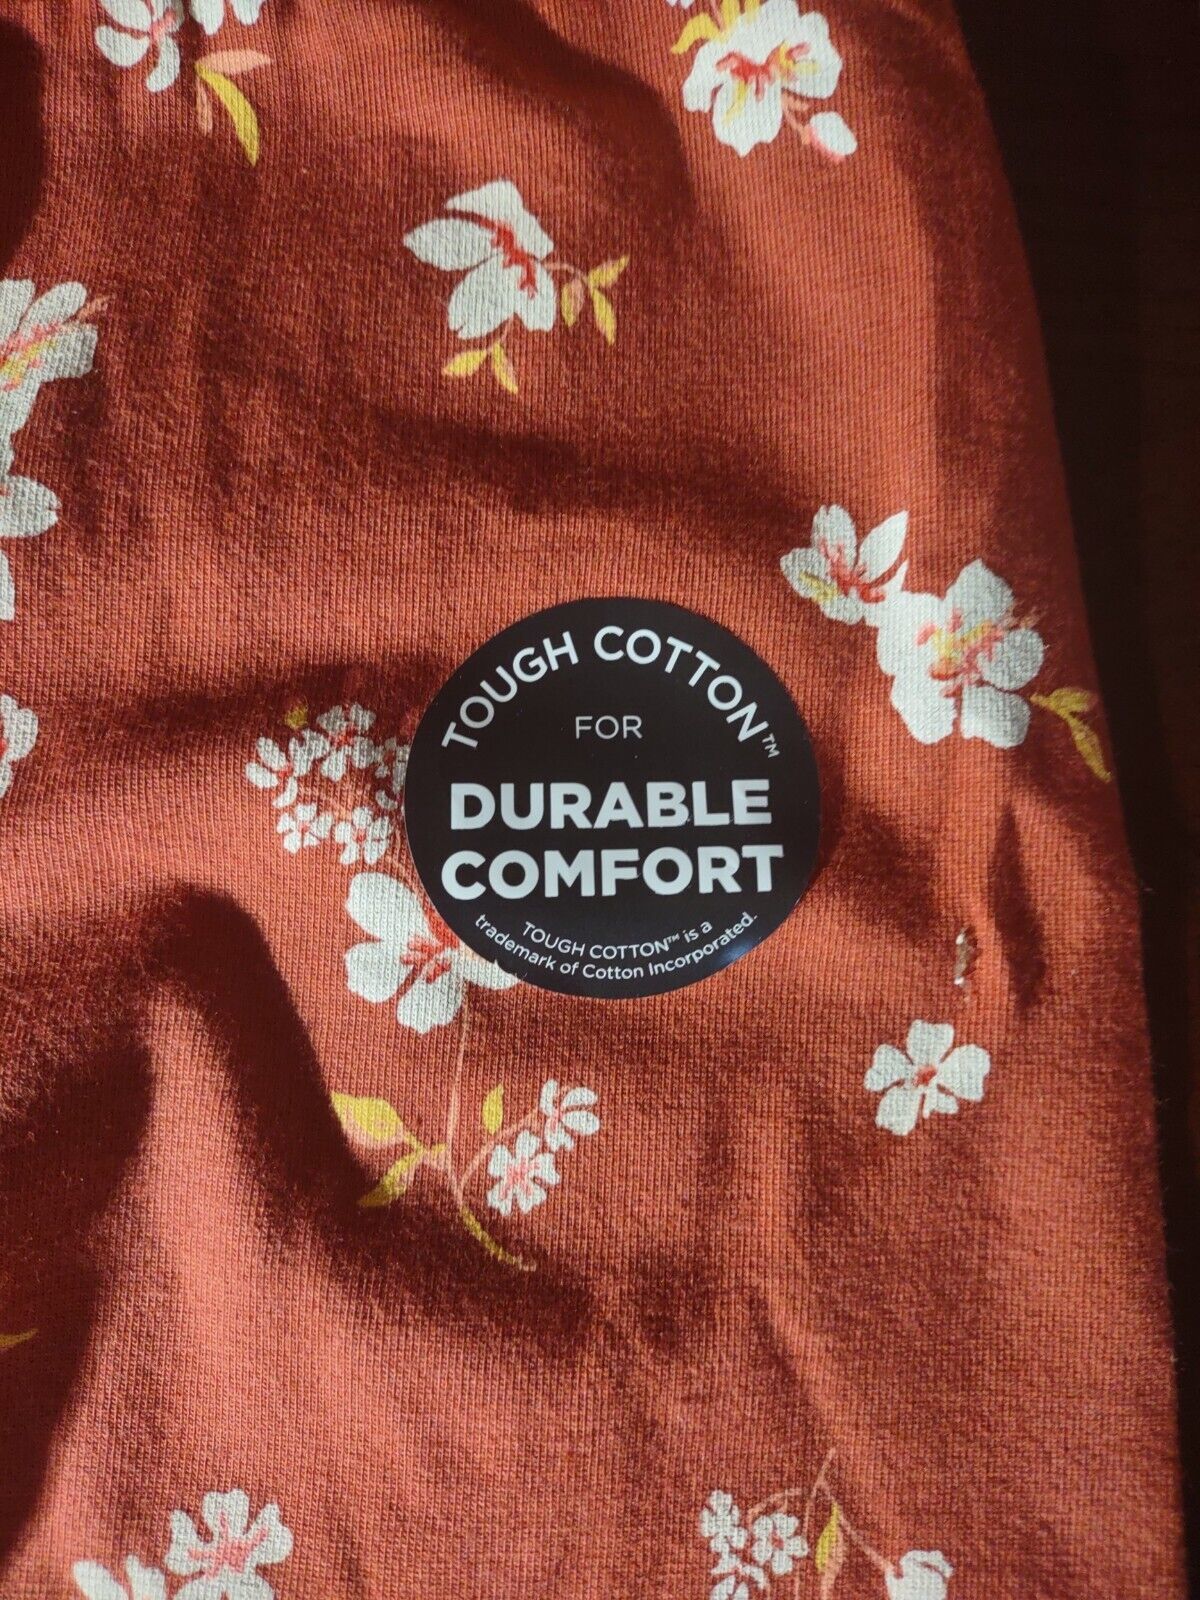 TOUGH COTTON™
FOR
DURABLE
COMFORT
TOUGH COTTON™ is a
trademark of Cotton Incorporated.